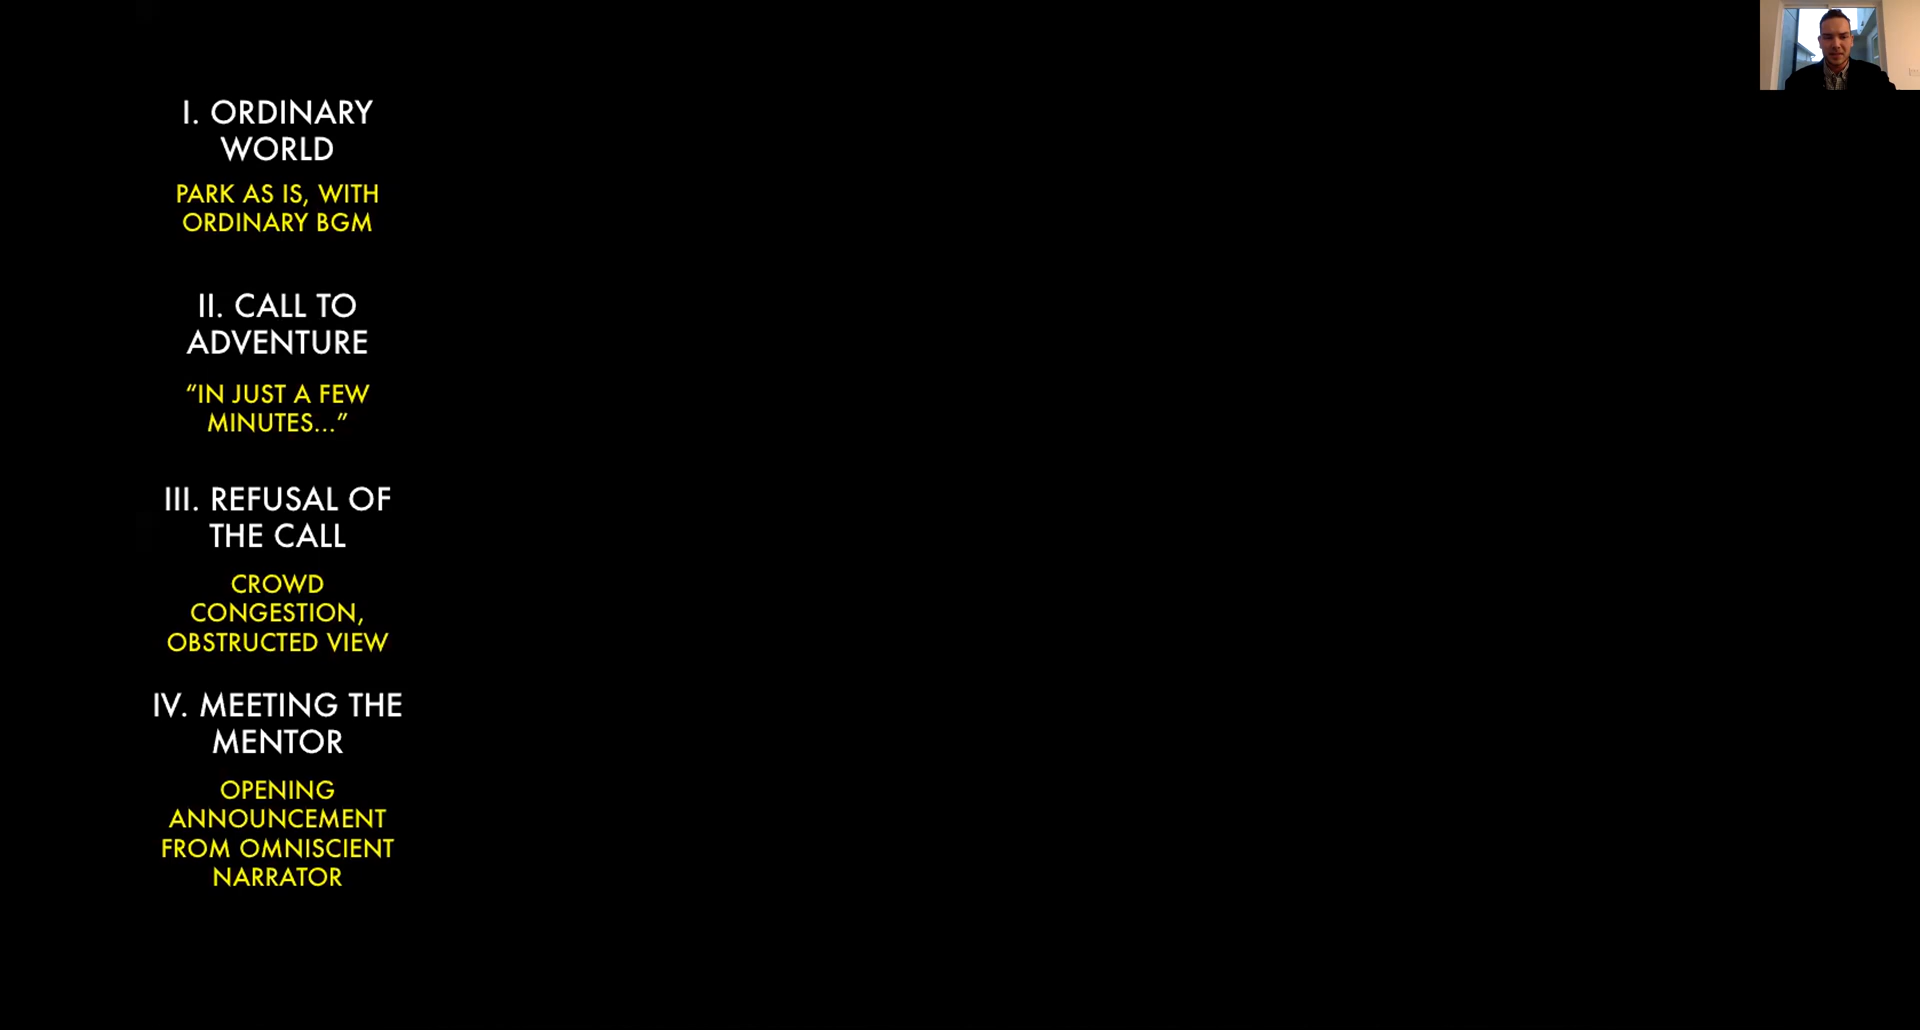 I. ORDINARY
WORLD
PARK AS IS, WITH
ORDINARY BGM
II. CALL TO
ADVENTURE
“IN JUST A FEW
MINUTES...”
III. REFUSAL OF
THE CALL
CROWD
CONGESTION,
OBSTRUCTED VIEW
IV. MEETING THE
MENTOR
OPENING
ANNOUNCEMENT
FROM OMNISCIENT
NARRATOR